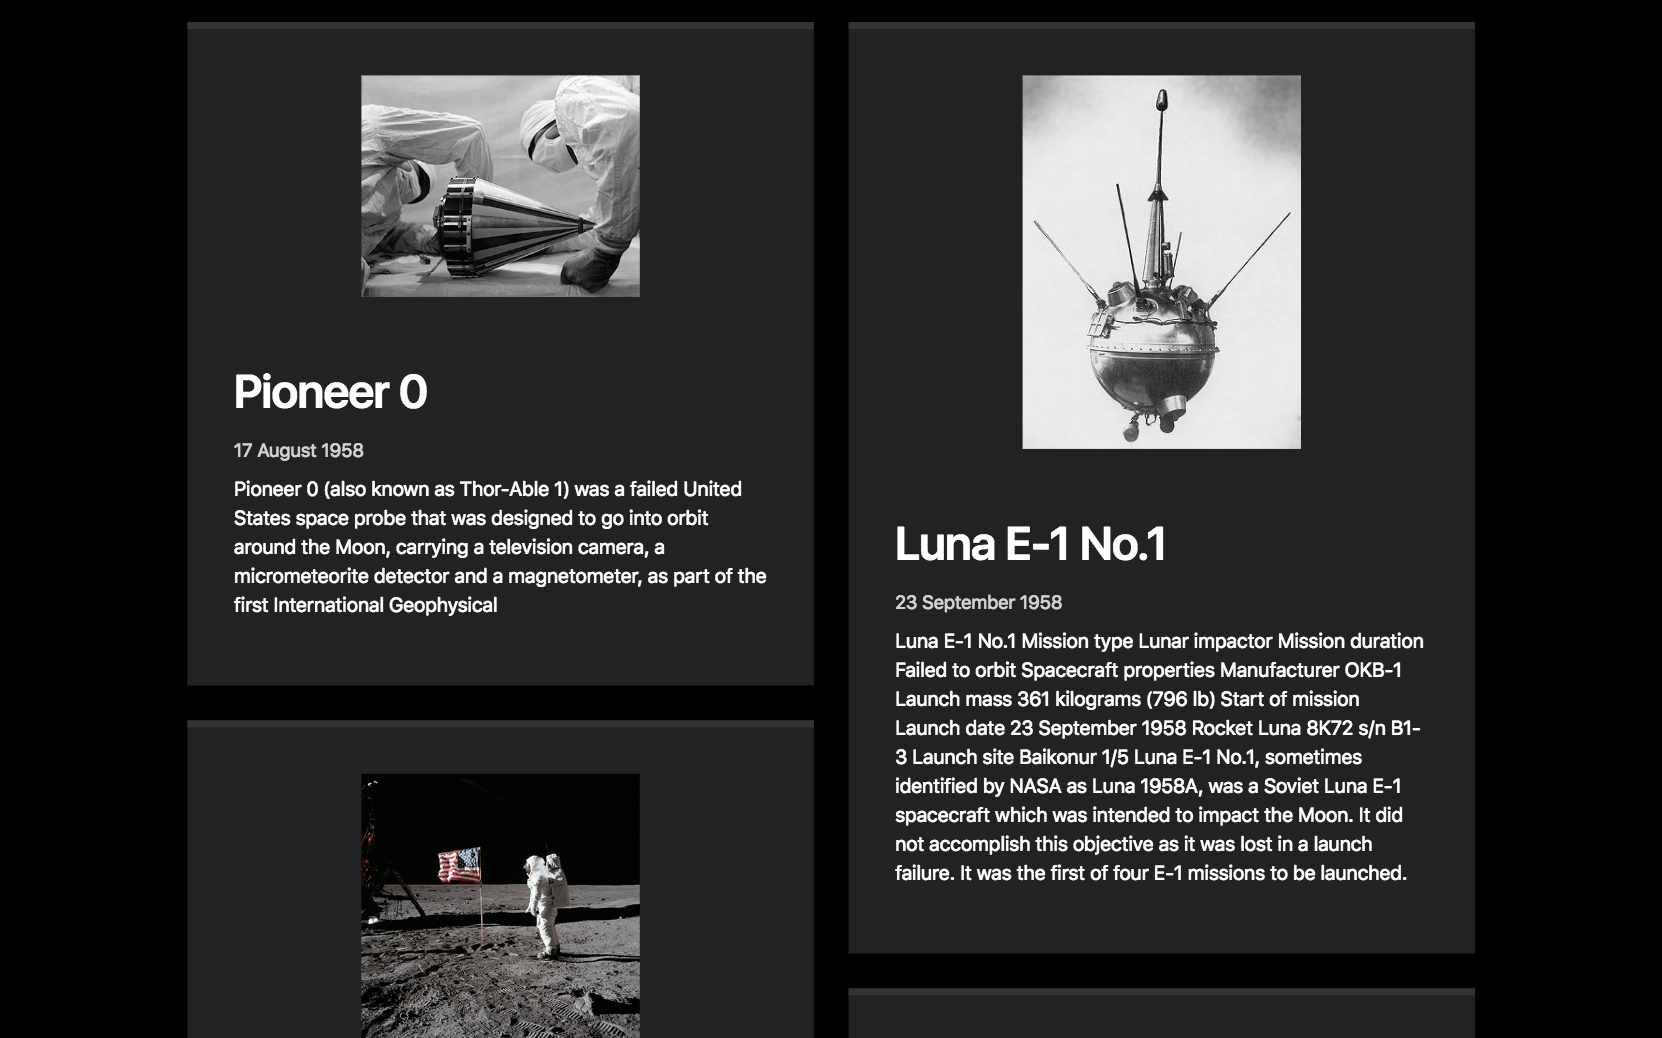 Pioneer 0
17 August 1958
Pioneer 0 (also known as Thor-Able 1) was a failed United
States space probe that was designed to go into orbit
around the Moon, carrying a television camera, a
micrometeorite detector and a magnetometer, as part of the
first International Geophysical
Luna E-1 No.1
23 September 1958
Luna E-1 No.1 Mission type Lunar impactor Mission duration
Failed to orbit Spacecraft properties Manufacturer OKB-1
Launch mass 361 kilograms (796 lb) Start of mission
Launch date 23 September 1958 Rocket Luna 8K72 s/n B1-
3 Launch site Baikonur 1/5 Luna E-1 No.1, sometimes
identified by NASA as Luna 1958A, was a Soviet Luna E-1
spacecraft which was intended to impact the Moon. It did
not accomplish this objective as it was lost in a launch
failure. It was the first of four E-1 missions to be launched.